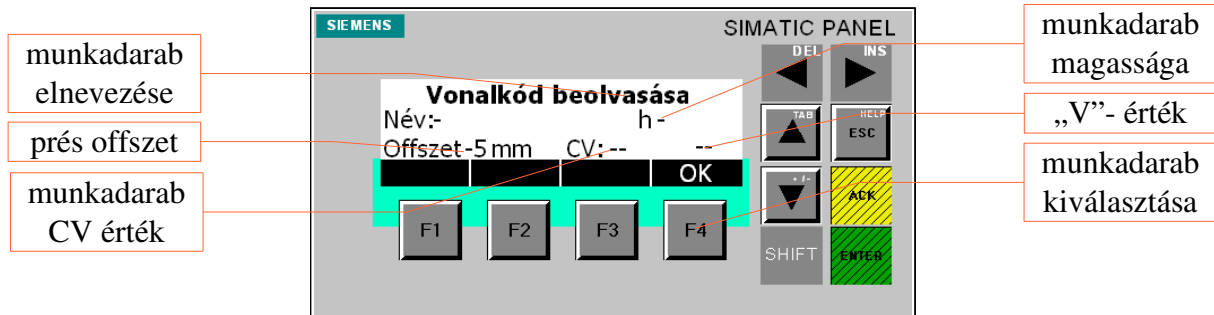 munkadarab
elnevezése
prés offszet
munkadarab
CV érték
SIEMENS
SIMATIC PANEL
Vonalkód beolvasása
Név:- h -
Offszet-5 mm CV: -- --
OK
F1 F2 F3 F4
DEL INS
TAB HELP
ESC
+/-
ACK
SHIFT ENTER
munkadarab
magassága
„V”- érték
munkadarab
kiválasztása